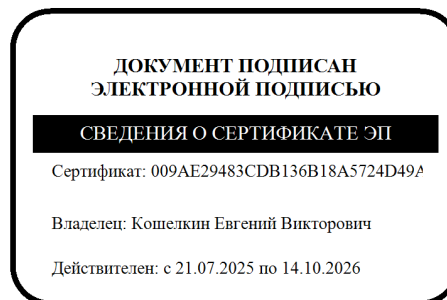 ДОКУМЕНТ ПОДПИСАН
ЭЛЕКТРОННОЙ ПОДПИСЬЮ
СВЕДЕНИЯ О СЕРТИФИКАТЕ ЭП
Сертификат: 009AE29483CDB136B18A5724D49A
Владелец: Кошелкин Евгений Викторович
Действителен: с 21.07.2025 по 14.10.2026